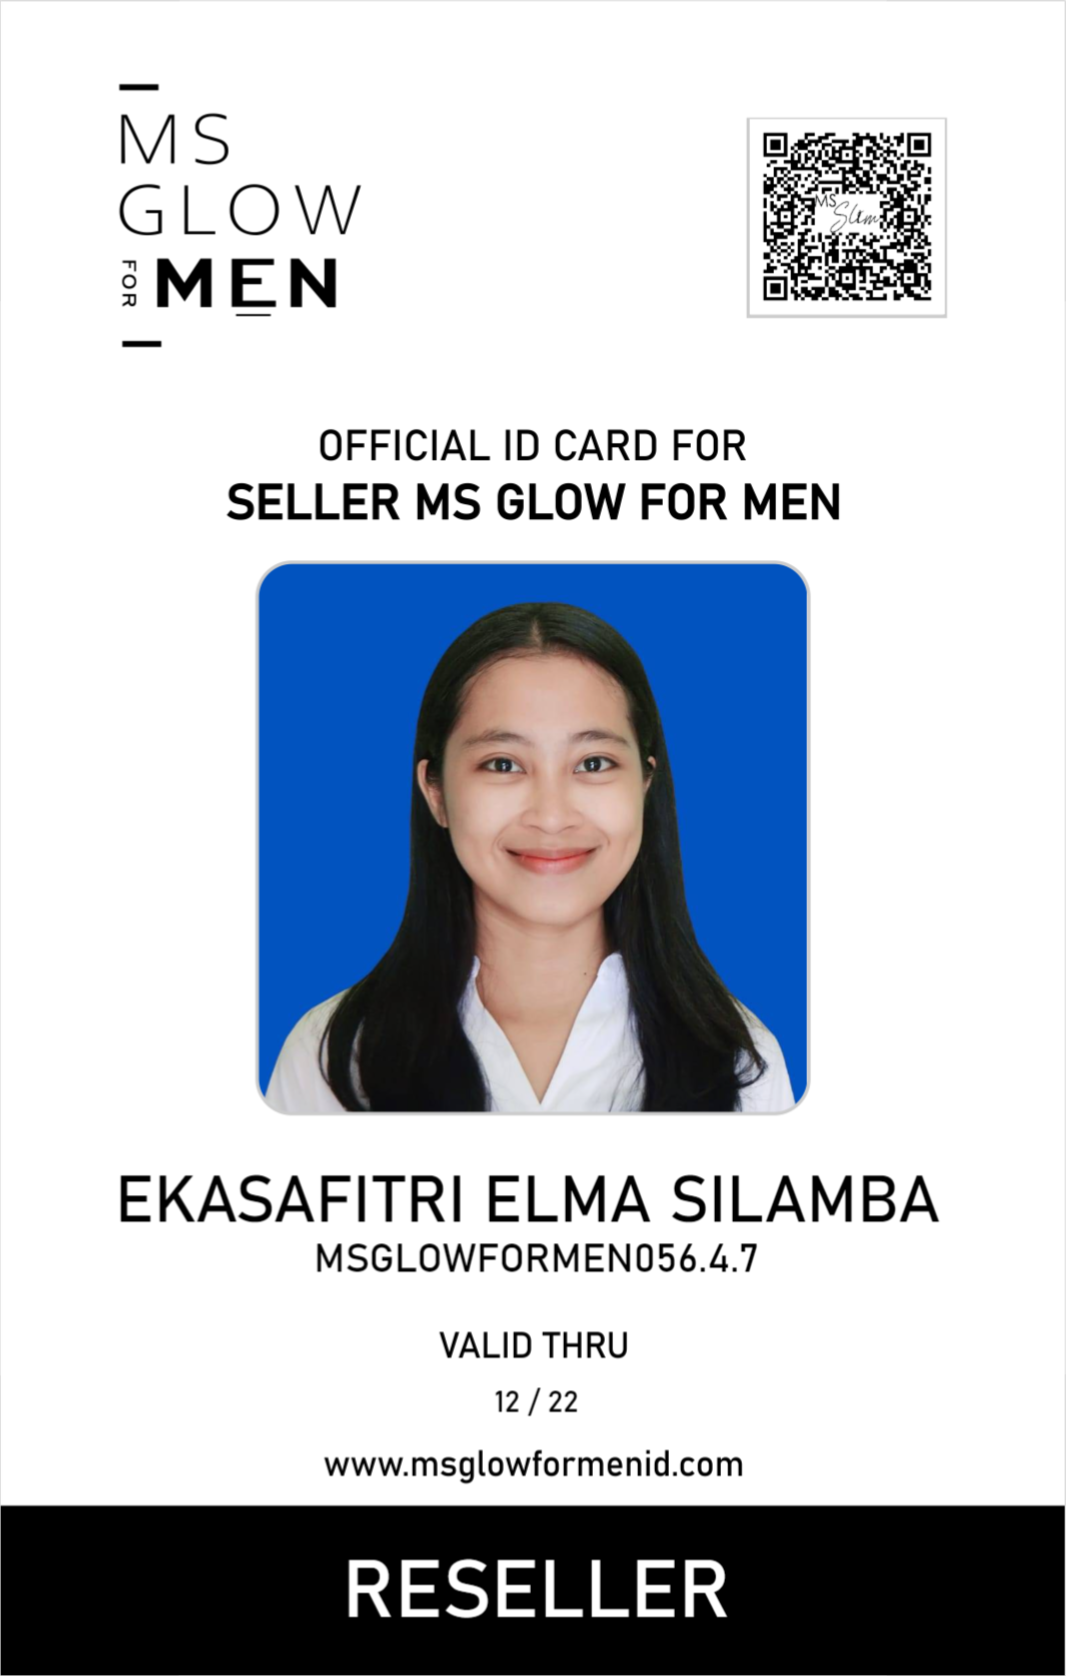 MS
GLOW
FOR MEN
MS
Slim
OFFICIAL ID CARD FOR
SELLER MS GLOW FOR MEN
EKASAFITRI ELMA SILAMBA
MSGLOWFORMEN056.4.7
VALID THRU
12 / 22
www.msglowformenid.com
RESELLER